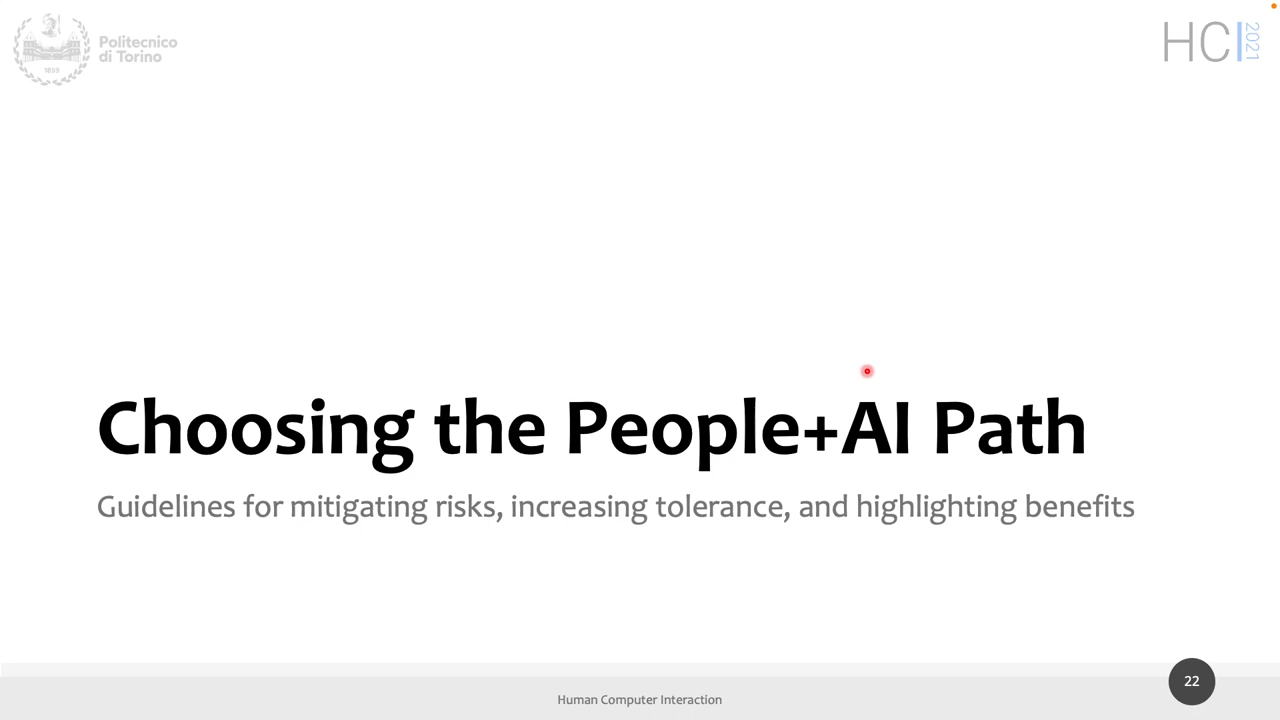 Politecnico
di Torino
1859
HCI 2021
Choosing the People+AI Path
Guidelines for mitigating risks, increasing tolerance, and highlighting benefits
22
Human Computer Interaction